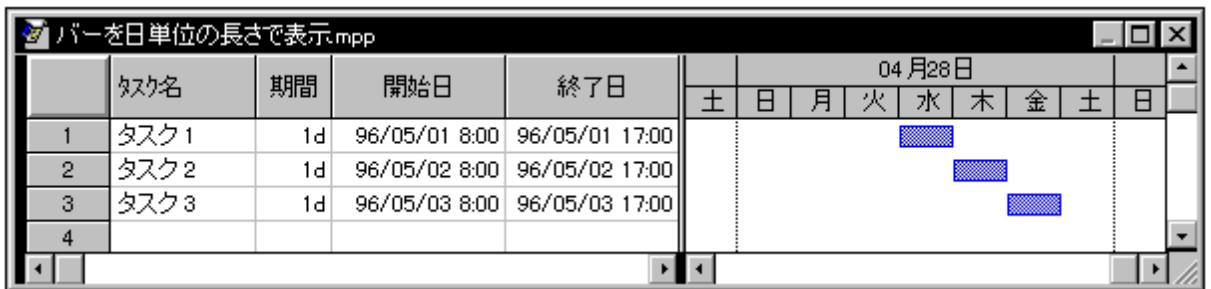 バーを日単位の長さで表示.mpp
ﾀｽｸ名 期間 開始日 終了日 04月28日
土 日 月 火 水 木 金 土 日
1 タスク1 1d 96/05/01 8:00 96/05/01 17:00
2 タスク2 1d 96/05/02 8:00 96/05/02 17:00
3 タスク3 1d 96/05/03 8:00 96/05/03 17:00
4